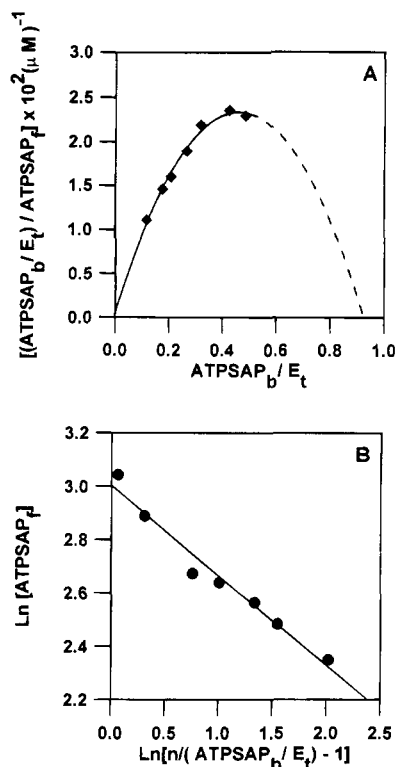 A
3.0
2.5
2.0
1.5
1.0
0.5
0.0
[((ATPSAP_b / E_t) / ATPSAP_f] x 10^2 (μM)^-1
0.0 0.2 0.4 0.6 0.8 1.0
ATPSAP_b / E_t
B
3.2
3.0
2.8
2.6
2.4
2.2
Ln [ATPSAP_f]
0.0 0.5 1.0 1.5 2.0 2.5
Ln[n/( ATPSAP_b / E_t) - 1]